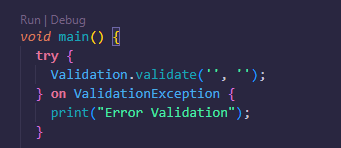 Run | Debug
void main() {
  try {
    Validation.validate('', '');
  } on ValidationException {
    print("Error Validation");
  }